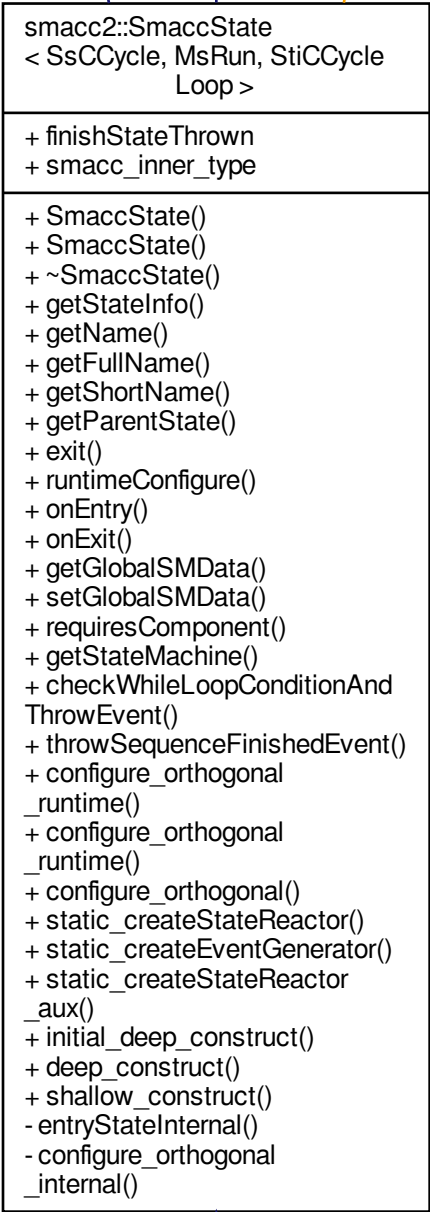 smacc2::SmaccState
< SsCCycle, MsRun, StiCCycle
Loop >
+ finishStateThrown
+ smacc_inner_type
+ SmaccState()
+ SmaccState()
+ ~SmaccState()
+ getStateInfo()
+ getName()
+ getFullName()
+ getShortName()
+ getParentState()
+ exit()
+ runtimeConfigure()
+ onEntry()
+ onExit()
+ getGlobalSMData()
+ setGlobalSMData()
+ requiresComponent()
+ getStateMachine()
+ checkWhileLoopConditionAnd
ThrowEvent()
+ throwSequenceFinishedEvent()
+ configure_orthogonal
_runtime()
+ configure_orthogonal
_runtime()
+ configure_orthogonal()
+ static_createStateReactor()
+ static_createEventGenerator()
+ static_createStateReactor
_aux()
+ initial_deep_construct()
+ deep_construct()
+ shallow_construct()
- entryStateInternal()
- configure_orthogonal
_internal()